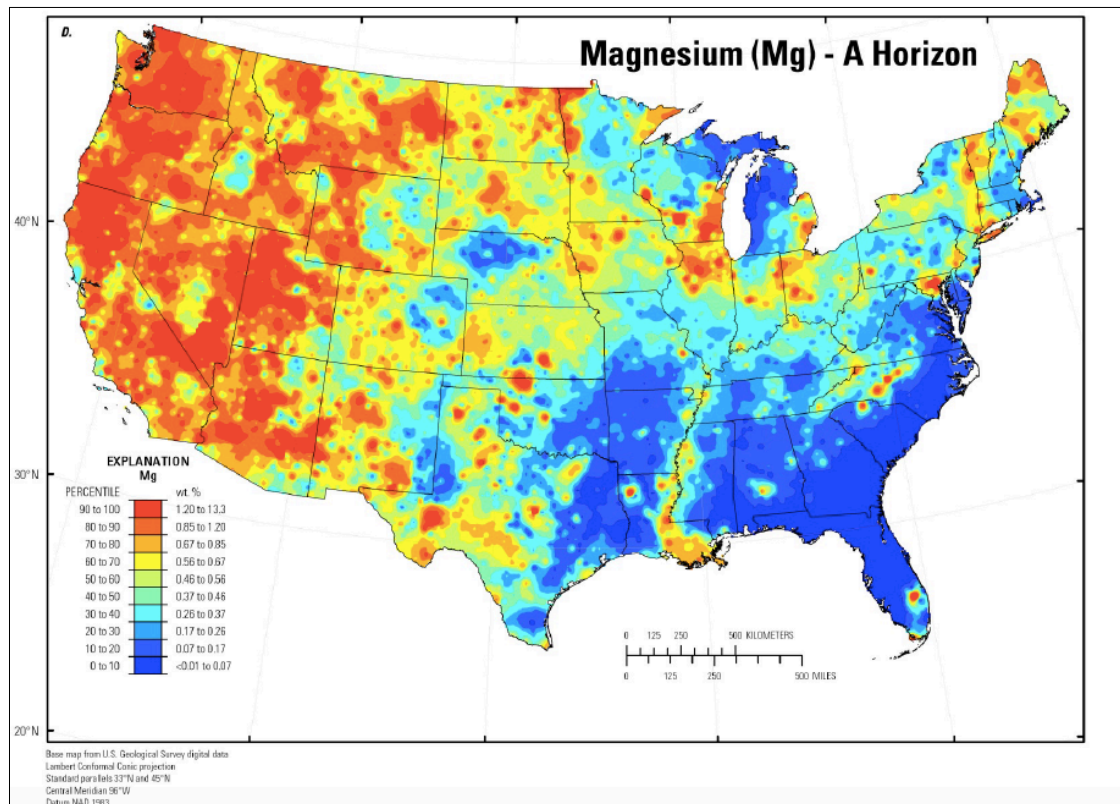 D.
Magnesium (Mg) - A Horizon
40°N
30°N
20°N
EXPLANATION
Mg
PERCENTILE wt. %
90 to 100 1.20 to 13.3
80 to 90 0.85 to 1.20
70 to 80 0.67 to 0.85
60 to 70 0.56 to 0.67
50 to 60 0.46 to 0.56
40 to 50 0.37 to 0.46
30 to 40 0.26 to 0.37
20 to 30 0.17 to 0.26
10 to 20 0.07 to 0.17
0 to 10 <0.01 to 0.07
0 125 250 500 KILOMETERS
0 125 250 500 MILES
Base map from U.S. Geological Survey digital data
Lambert Conformal Conic projection
Standard parallels 33°N and 45°N
Central Meridian 96°W
Datum NAD 1983